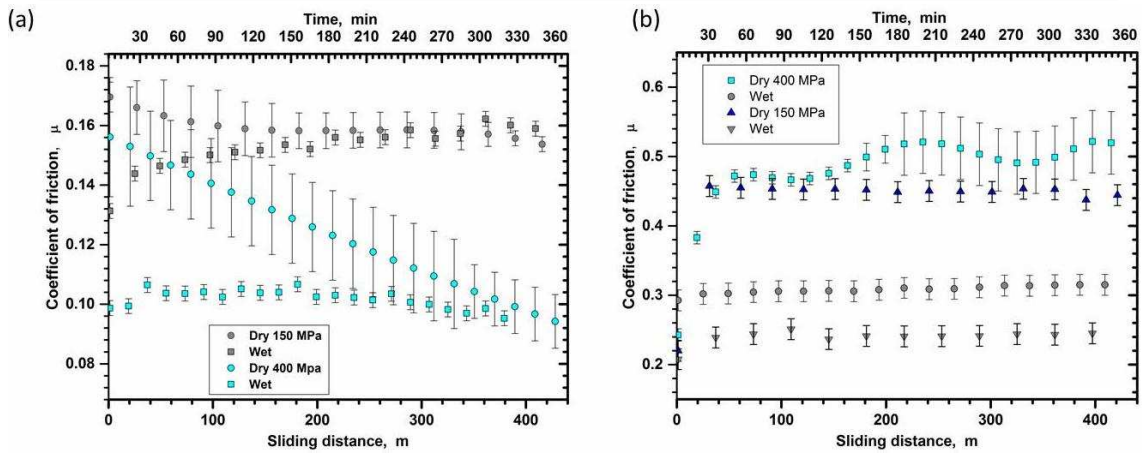 (a)
Time, min
30 60 90 120 150 180 210 240 270 300 330 360
0.18
0.16
0.14
0.12
0.10
0.08
Coefficient of friction, μ
Dry 150 MPa
Wet
Dry 400 Mpa
Wet
0 100 200 300 400
Sliding distance, m
(b)
Time, min
0 30 60 90 120 150 180 210 240 270 300 330 360
0.6
0.5
0.4
0.3
0.2
Coefficient of friction, μ
Dry 400 MPa
Wet
Dry 150 MPa
Wet
0 100 200 300 400
Sliding distance, m